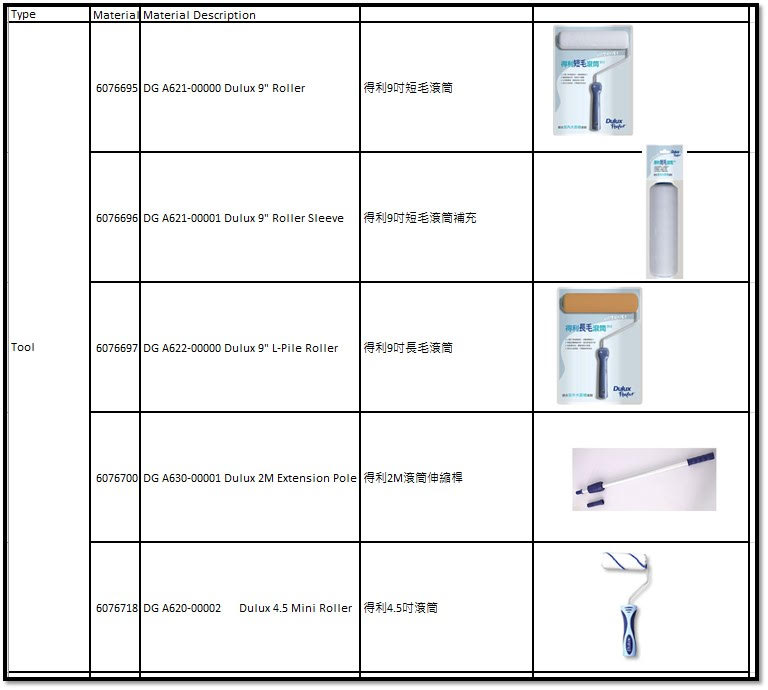 Type Material Material Description
6076695 DG A621-00000 Dulux 9" Roller 得利9吋短毛滾筒
得利短毛滾筒
Dulux
Perfect
6076696 DG A621-00001 Dulux 9" Roller Sleeve 得利9吋短毛滾筒補充
Tool 6076697 DG A622-00000 Dulux 9" L-Pile Roller 得利9吋長毛滾筒
得利長毛滾筒
Dulux
Perfect
6076700 DG A630-00001 Dulux 2M Extension Pole 得利2M滾筒伸縮桿
6076718 DG A620-00002 Dulux 4.5 Mini Roller 得利4.5吋滾筒